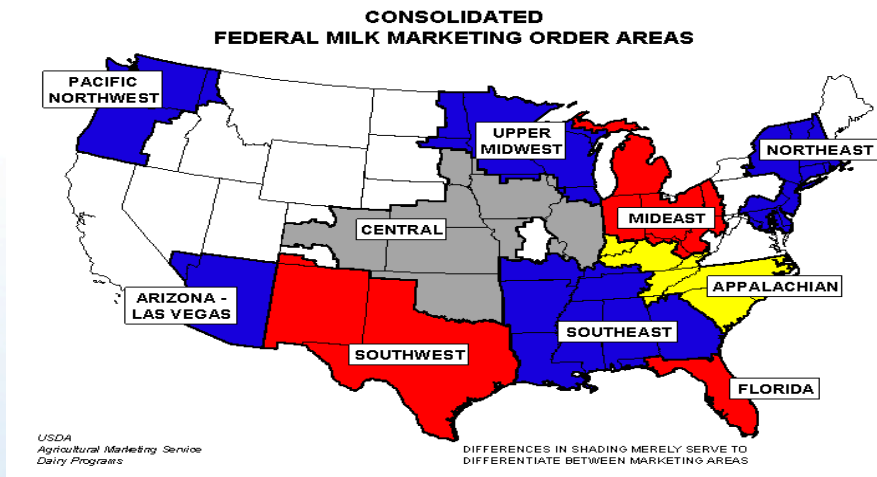 CONSOLIDATED
FEDERAL MILK MARKETING ORDER AREAS
PACIFIC
NORTHWEST
UPPER
MIDWEST
NORTHEAST
MIDEAST
CENTRAL
APPALACHIAN
ARIZONA -
LAS VEGAS
SOUTHEAST
SOUTHWEST
FLORIDA
USDA
Agricultural Marketing Service
Dairy Programs
DIFFERENCES IN SHADING MERELY SERVE TO
DIFFERENTIATE BETWEEN MARKETING AREAS